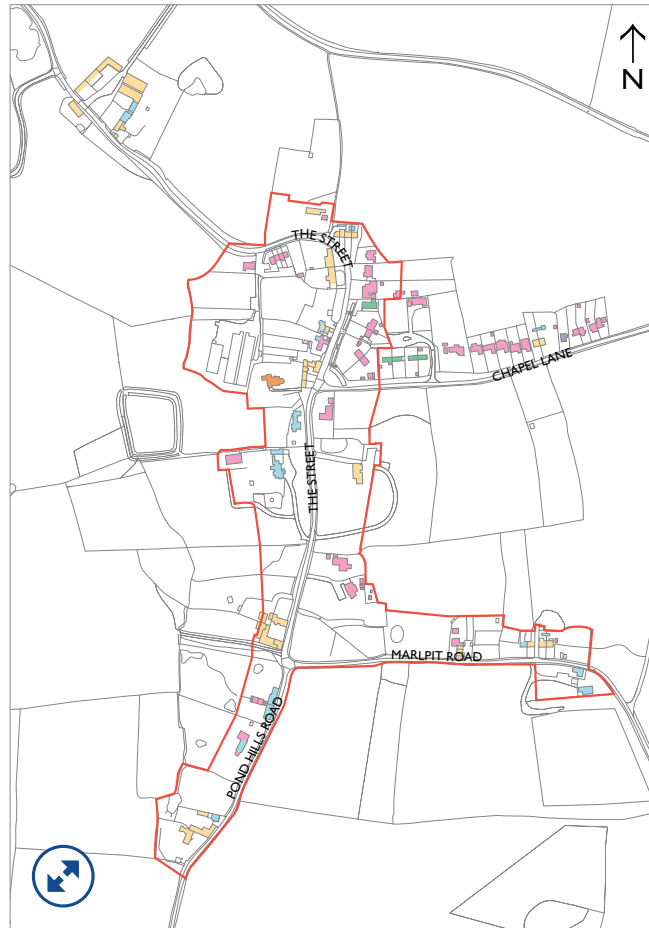 N
THE STREET
CHAPEL LANE
THE STREET
MARLPIT ROAD
POND HILLS ROAD